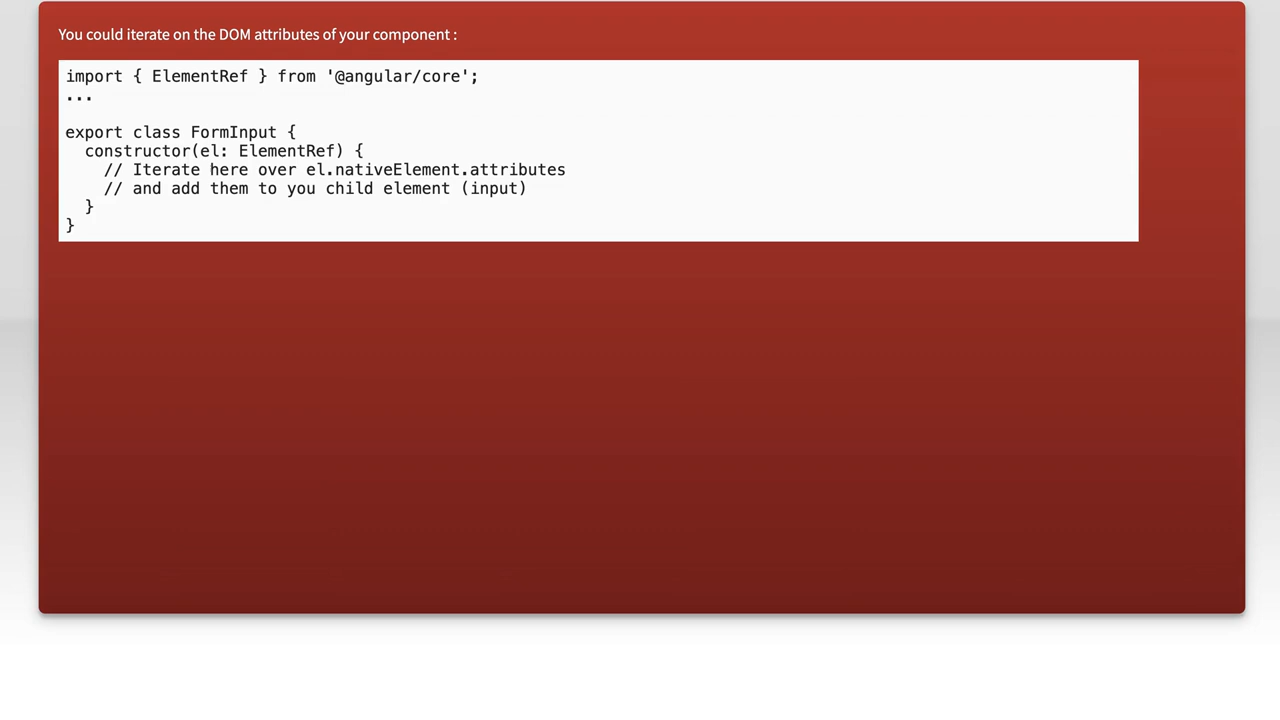 You could iterate on the DOM attributes of your component :
import { ElementRef } from '@angular/core';
...
export class FormInput {
  constructor(el: ElementRef) {
    // Iterate here over el.nativeElement.attributes
    // and add them to you child element (input)
  }
}